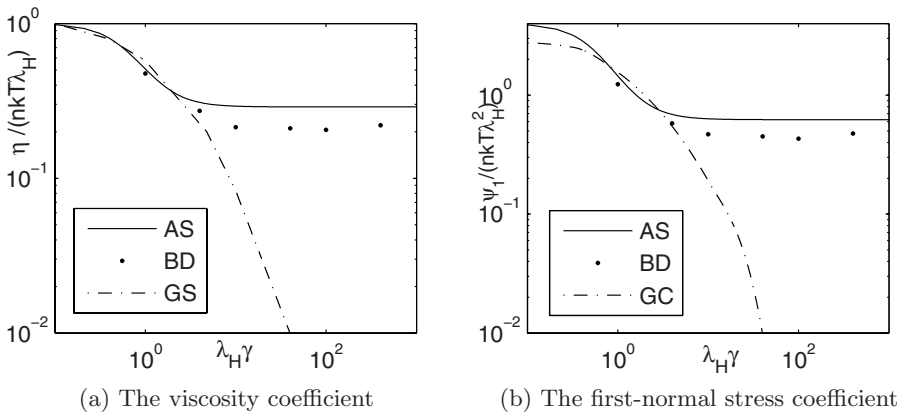 10^0
10^{-1}
10^{-2}
η /(nkTλ_H)
AS
BD
GS
10^0
10^2
λ_Hγ
(a) The viscosity coefficient
10^0
10^{-1}
10^{-2}
ψ_1/(nkTλ_H^2)
AS
BD
GC
10^0
10^2
λ_Hγ
(b) The first-normal stress coefficient